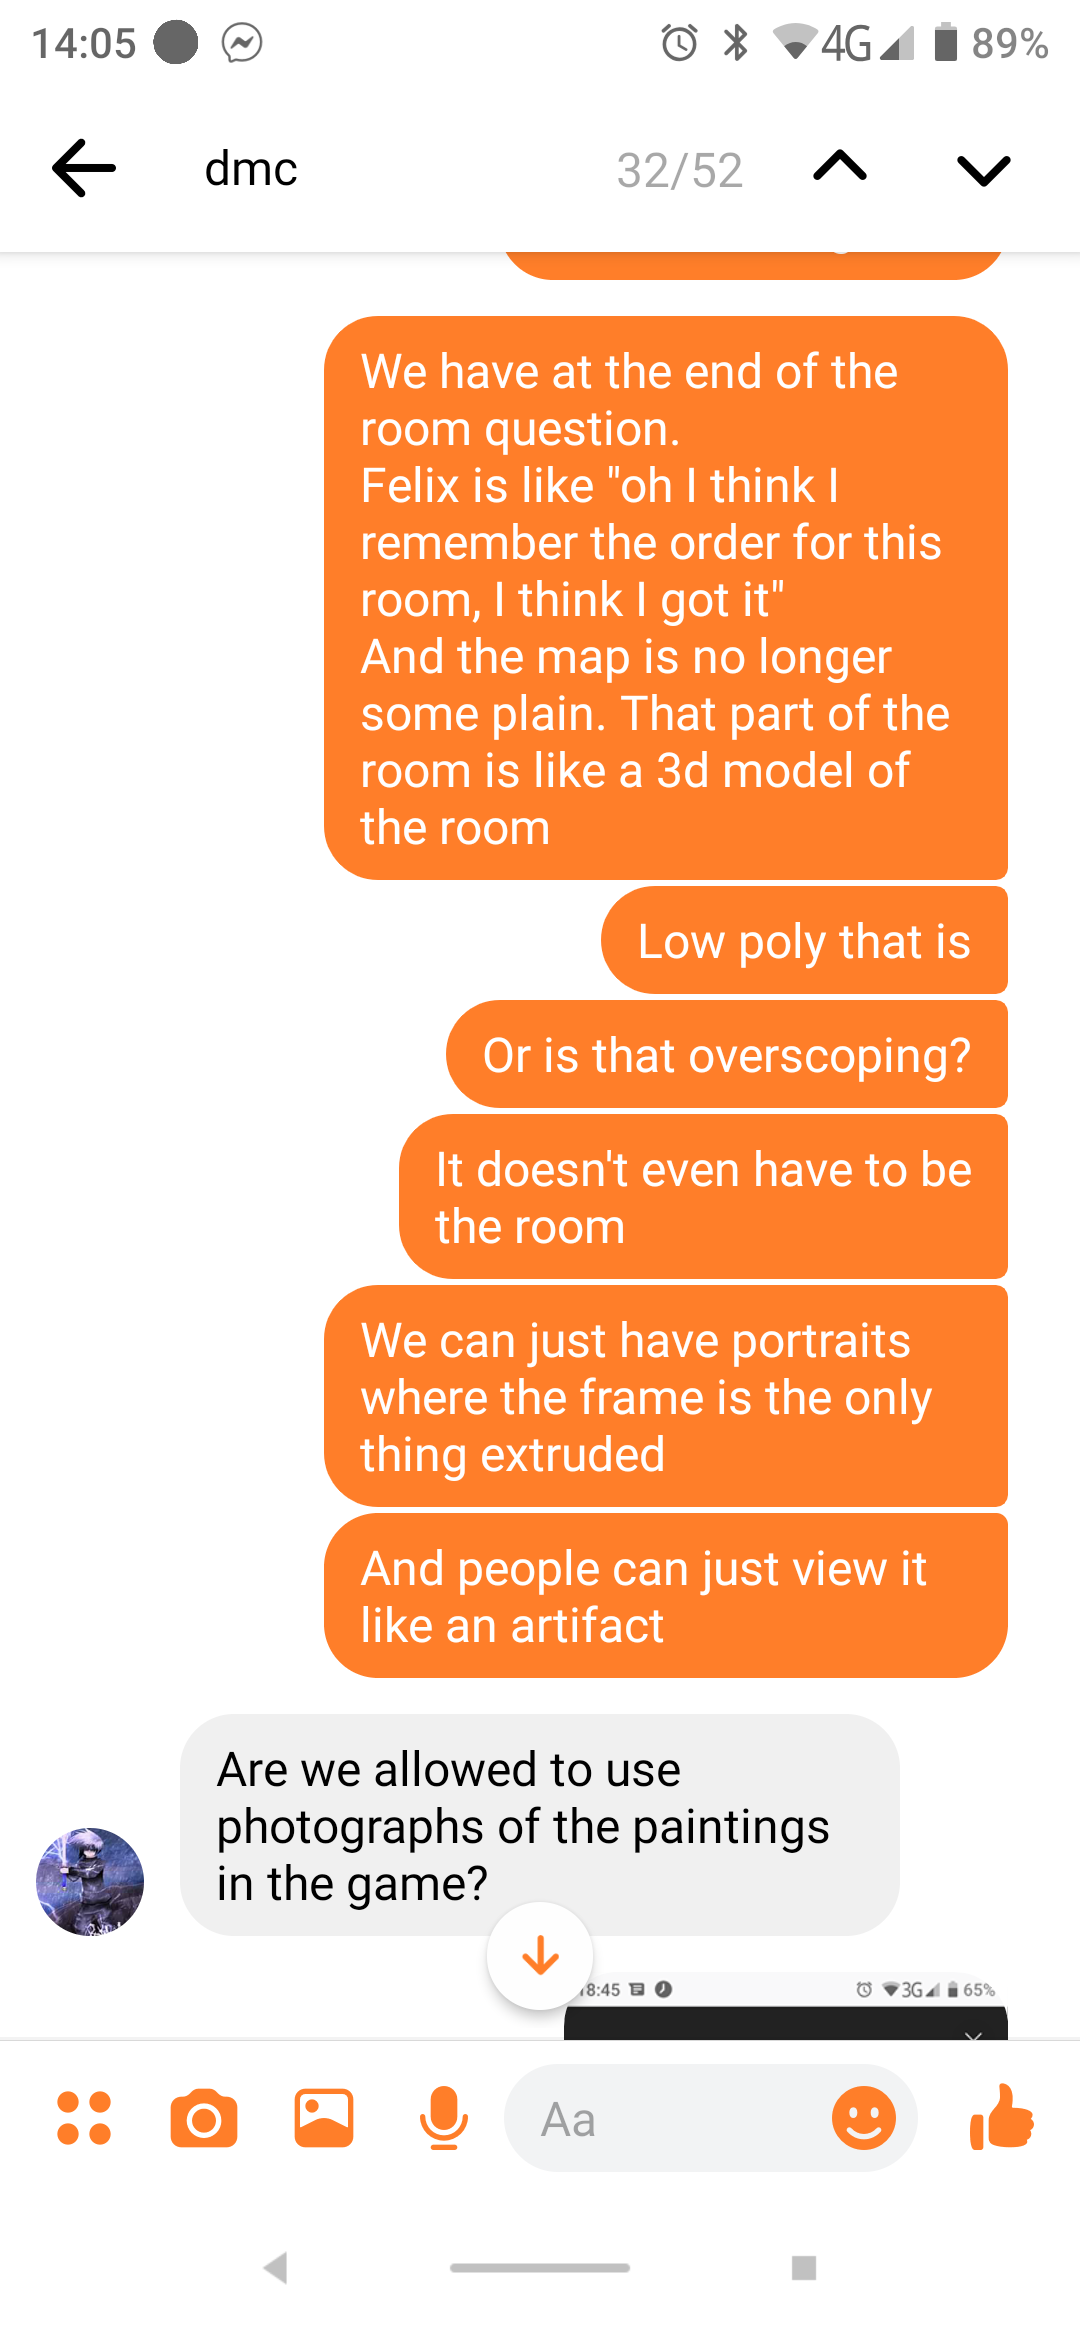 14:05 4G 89%
dmc 32/52
We have at the end of the
room question.
Felix is like "oh I think I
remember the order for this
room, I think I got it"
And the map is no longer
some plain. That part of the
room is like a 3d model of
the room
Low poly that is
Or is that overscoping?
It doesn't even have to be
the room
We can just have portraits
where the frame is the only
thing extruded
And people can just view it
like an artifact
Are we allowed to use
photographs of the paintings
in the game?
8:45 3G 65%
Aa